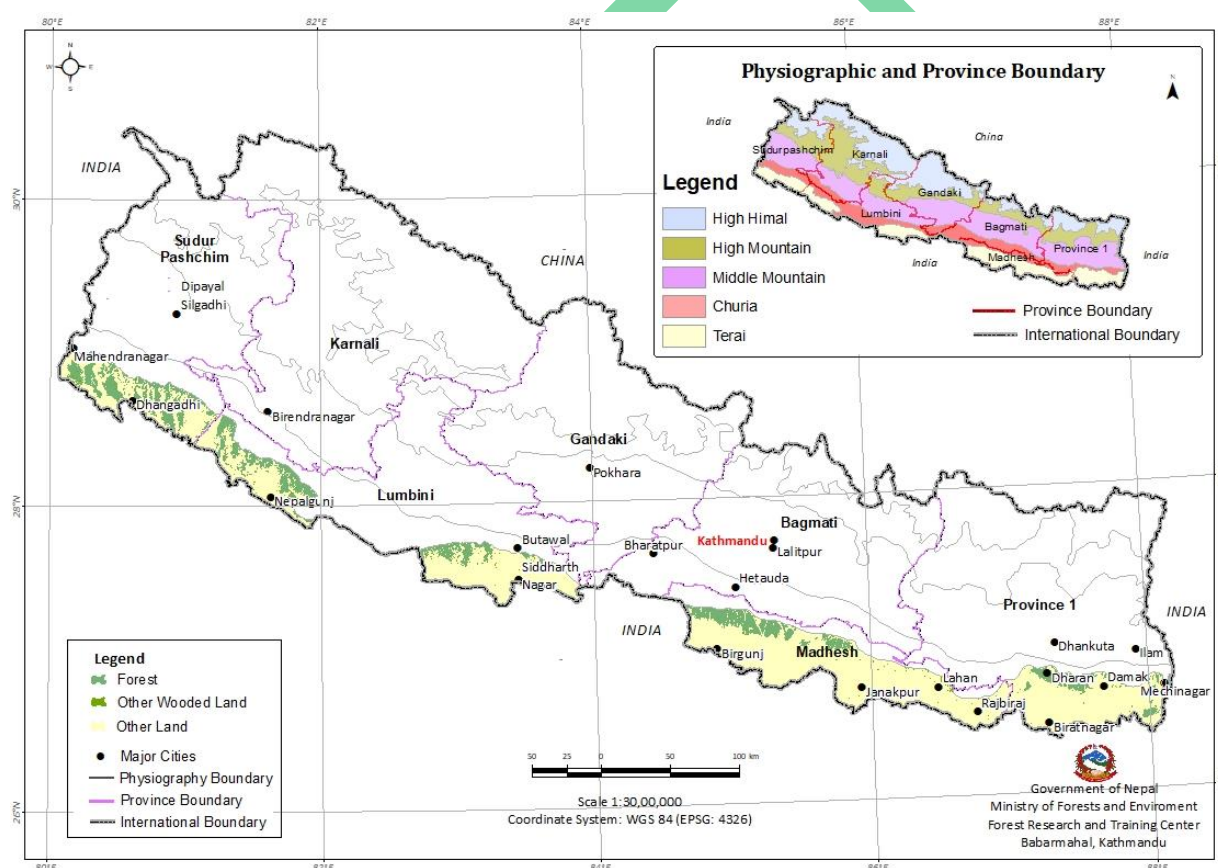 80°E
82°E
84°E
86°E
88°E
N
W
E
S
Physiographic and Province Boundary
N
India
China
Sudurpashchim
Karnali
Gandaki
Lumbini
Bagmati
Province 1
Madhesh
India
India
Legend
High Himal
High Mountain
Middle Mountain
Churia
Terai
Province Boundary
International Boundary
INDIA
30°N
Sudur
Pashchim
CHINA
Dipayal
Silgadhi
Karnali
Mahendranagar
Dhangadhi
Birendranagar
Gandaki
Pokhara
Nepalgunj
Lumbini
28°N
Bagmati
Butawal
Bharatpur
Kathmandu
Lalitpur
Siddharth
Nagar
Hetauda
Province 1
INDIA
INDIA
Dhankuta
Ilam
Birgunj
Madhesh
Dharan
Damak
Mechinagar
Janakpur
Lahan
Rajbiraj
Biratnagar
Legend
Forest
Other Wooded Land
Other Land
Major Cities
Physiography Boundary
Province Boundary
International Boundary
50 25 0 50 100 km
Scale 1:30,00,000
Coordinate System: WGS 84 (EPSG: 4326)
Government of Nepal
Ministry of Forests and Enviroment
Forest Research and Training Center
Babarmahal, Kathmandu
26°N